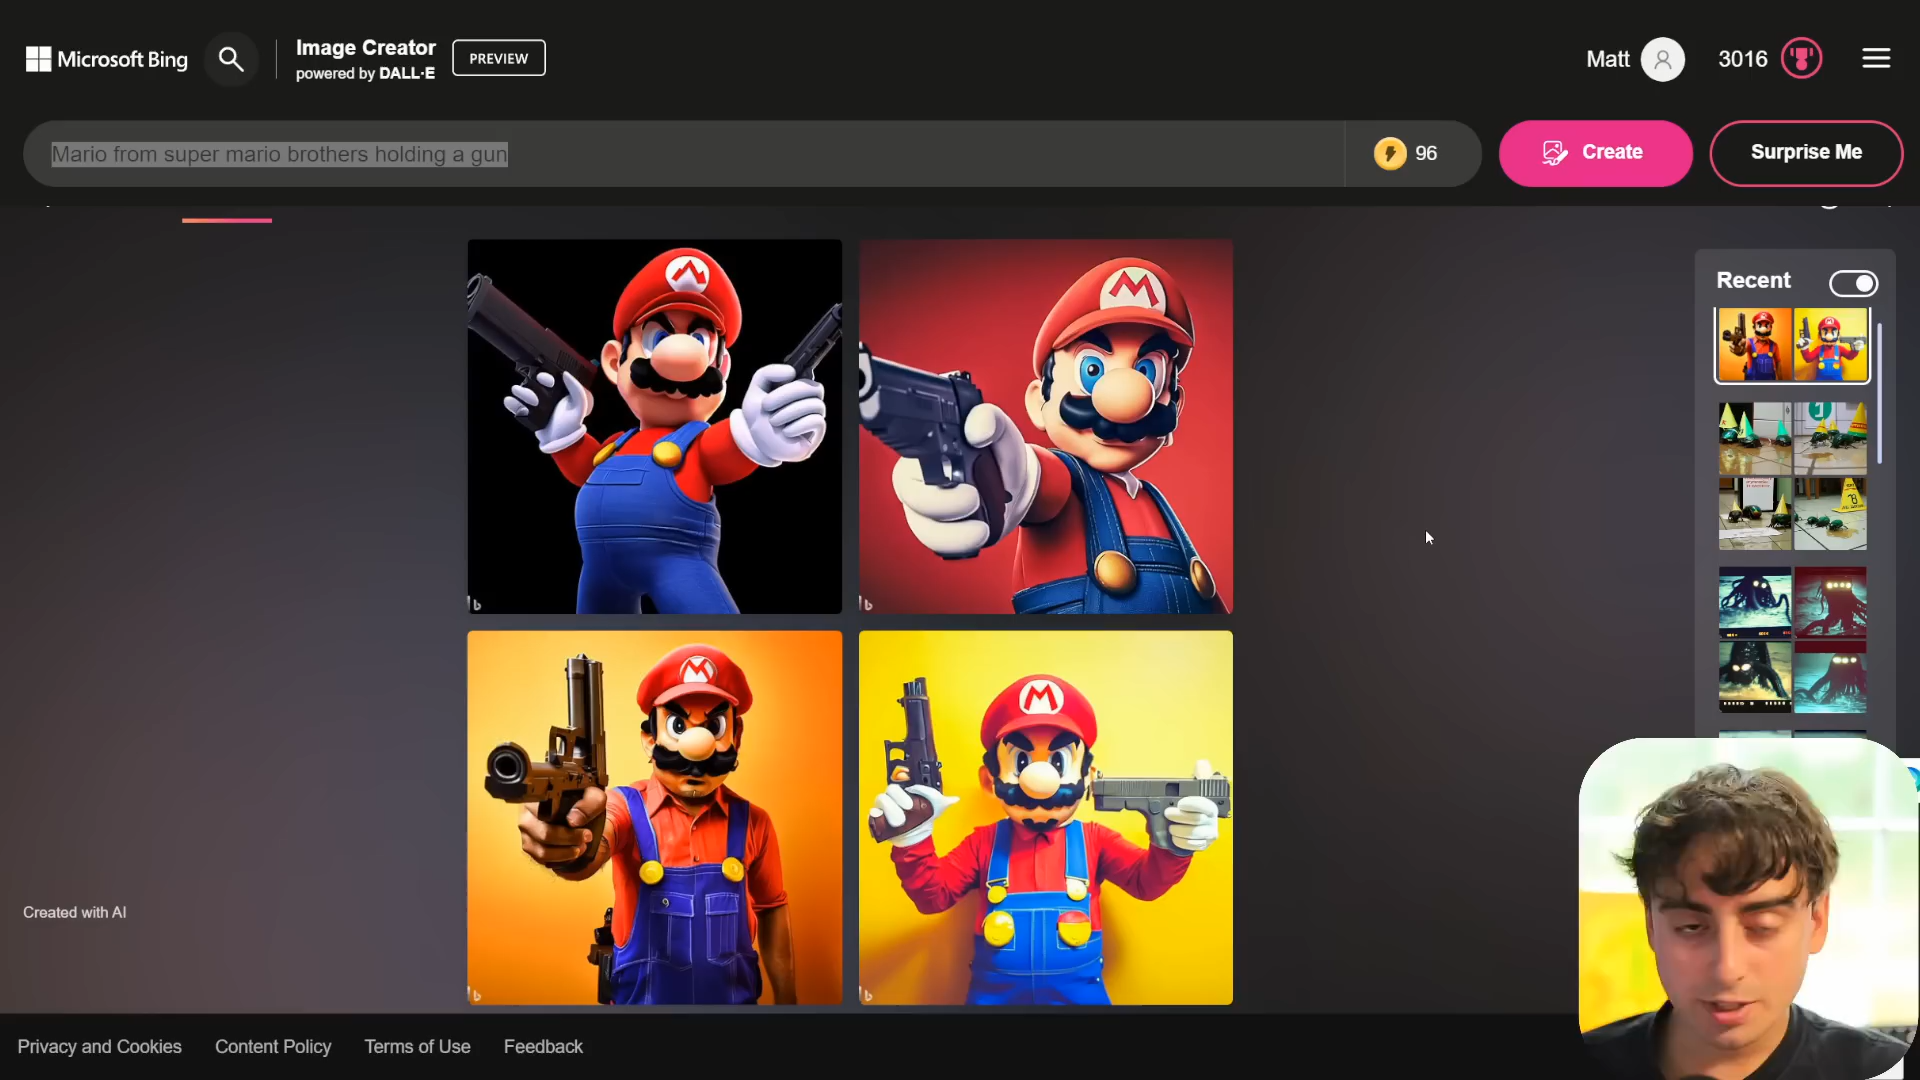 Microsoft Bing
Image Creator
powered by DALL·E
PREVIEW
Matt
3016
Mario from super mario brothers holding a gun
96
Create
Surprise Me
Recent
M
M
M
M
Created with AI
Privacy and Cookies
Content Policy
Terms of Use
Feedback